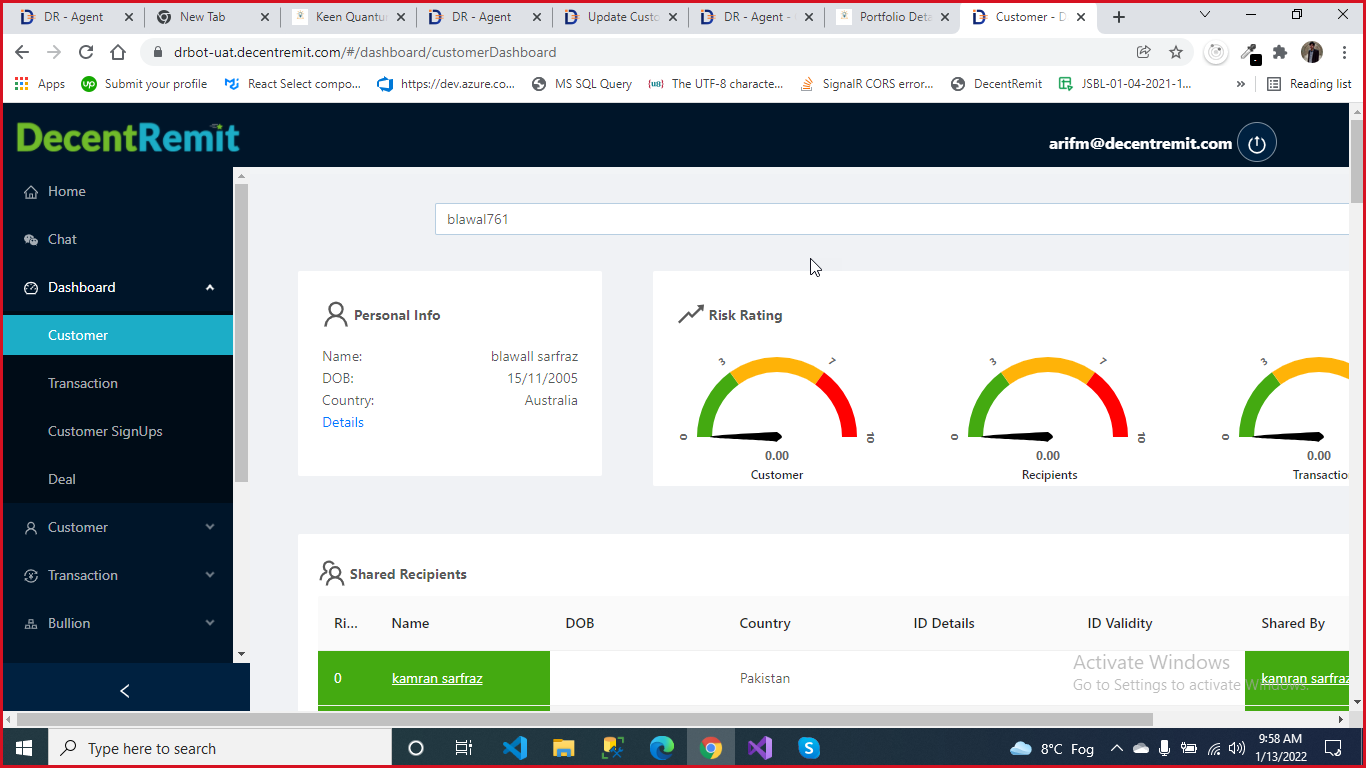 DR - Agent
New Tab
Keen Quantu
DR - Agent
Update Custo
DR - Agent -
Portfolio Deta
Customer - D
drbot-uat.decentremit.com/#/dashboard/customerDashboard
Apps
up Submit your profile
React Select compo...
https://dev.azure.co...
MS SQL Query
{u8} The UTF-8 characte...
SignalR CORS error...
DecentRemit
JSBL-01-04-2021-1...
»
Reading list
DecentRemit
arifm@decentremit.com
Home
Chat
Dashboard
Customer
Transaction
Customer SignUps
Deal
Customer
Transaction
Bullion
blawal761
Personal Info
Name: blawall sarfraz
DOB: 15/11/2005
Country: Australia
Details
Risk Rating
0 3 7 10
0.00
Customer
0 3 7 10
0.00
Recipients
0 3
0.00
Transactio
Shared Recipients
Ri... Name DOB Country ID Details ID Validity Shared By
0 kamran sarfraz Pakistan kamran sarfraz
Activate Windows
Go to Settings to activate Windows.
Type here to search
8°C Fog
9:58 AM
1/13/2022